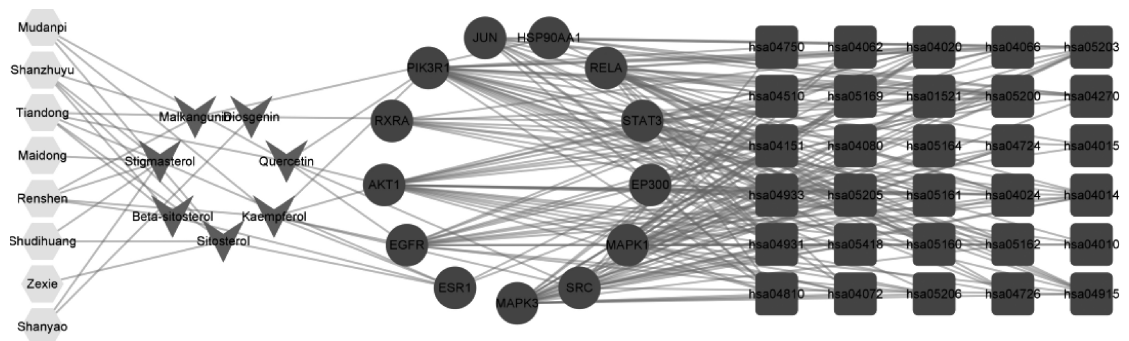 Mudanpi
Shanzhuyu
Tiandong
Maidong
Renshen
Shudihuang
Zexie
Shanyao
Malkangunin
Diosgenin
Stigmasterol
Quercetin
Beta-sitosterol
Kaempferol
Sitosterol
JUN
HSP90AA1
PIK3R1
RELA
RXRA
STAT3
AKT1
EP300
EGFR
MAPK1
ESR1
SRC
MAPK3
hsa04750 hsa04062 hsa04020 hsa04066 hsa05203
hsa04510 hsa05169 hsa01521 hsa05200 hsa04270
hsa04151 hsa04080 hsa05164 hsa04724 hsa04015
hsa04933 hsa05205 hsa05161 hsa04024 hsa04014
hsa04931 hsa05418 hsa05160 hsa05162 hsa04010
hsa04810 hsa04072 hsa05206 hsa04726 hsa04915